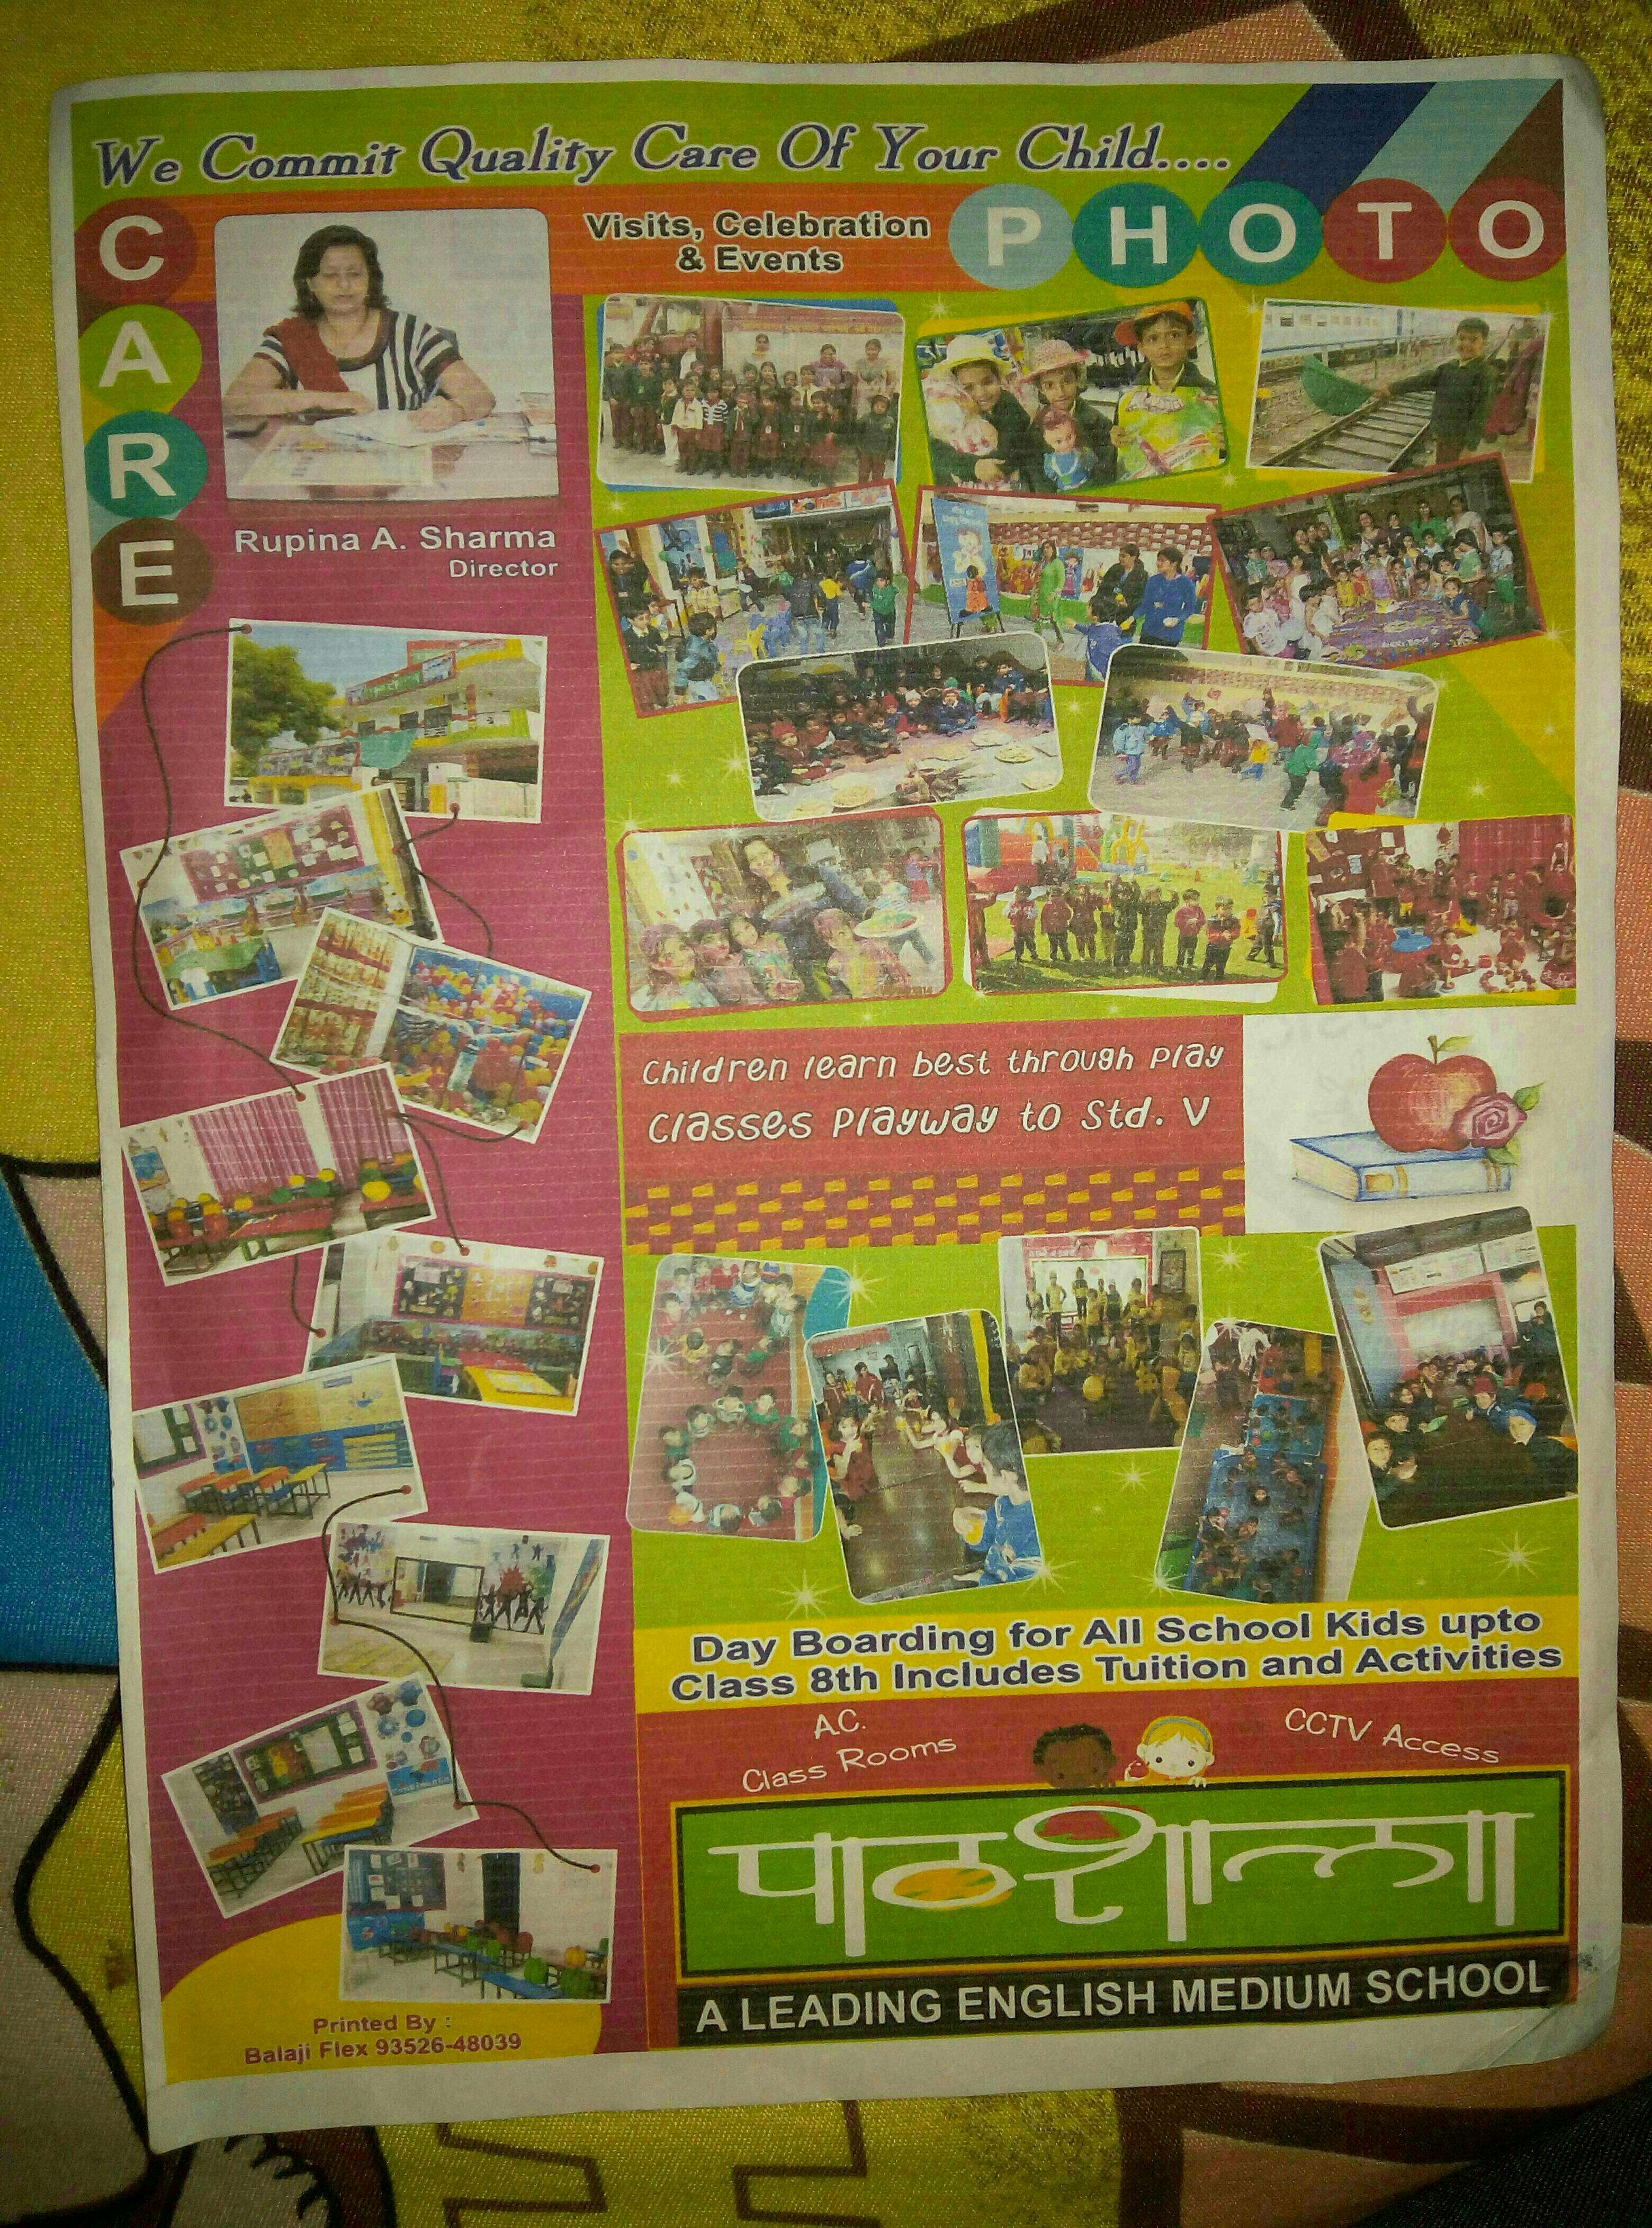 We Commit Quality Care Of Your Child....
CARE
Visits, Celebration
& Events
PHOTO
Rupina A. Sharma
Director
Children learn best through play
Classes Playway to Std. V
Day Boarding for All School Kids upto
Class 8th Includes Tuition and Activities
A.C.
Class Rooms
CCTV Access
पाठशाला
A LEADING ENGLISH MEDIUM SCHOOL
Printed By :
Balaji Flex 93526-48039